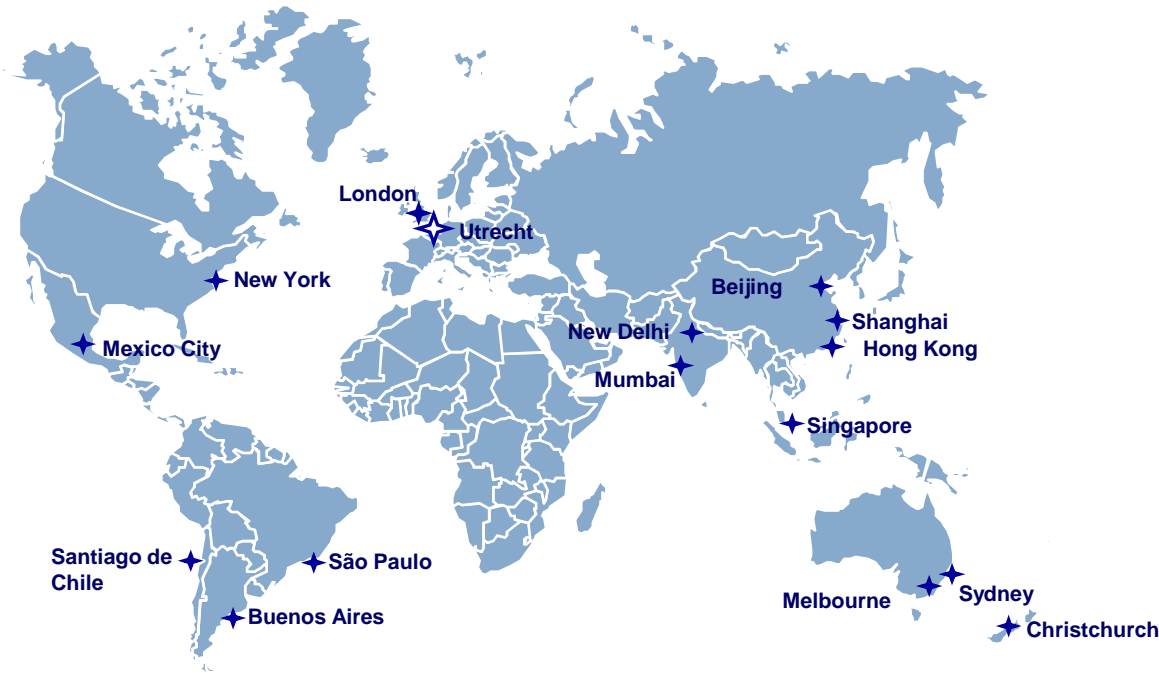 London
Utrecht
New York
Beijing
Shanghai
New Delhi
Hong Kong
Mexico City
Mumbai
Singapore
Santiago de
Chile
São Paulo
Buenos Aires
Melbourne
Sydney
Christchurch